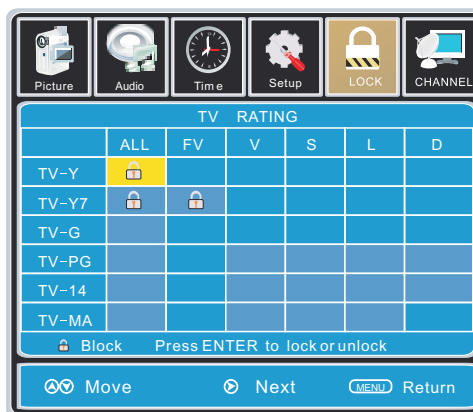 Picture Audio Time Setup LOCK CHANNEL
TV RATING
ALL FV V S L D
TV-Y
TV-Y7
TV-G
TV-PG
TV-14
TV-MA
Block Press ENTER to lock or unlock
Move Next MENU Return